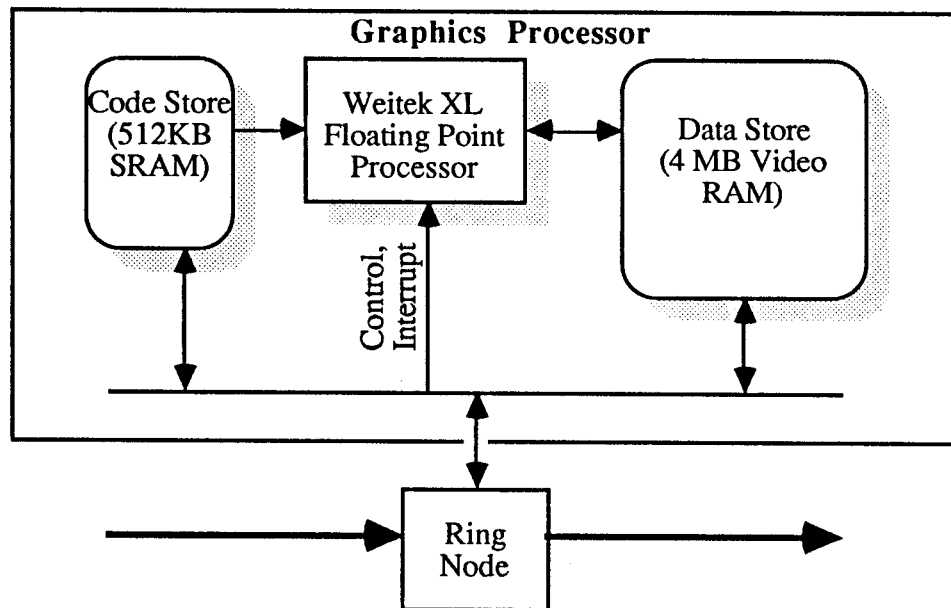 Graphics Processor
Code Store
(512KB
SRAM)
Weitek XL
Floating Point
Processor
Data Store
(4 MB Video
RAM)
Control,
Interrupt
Ring
Node